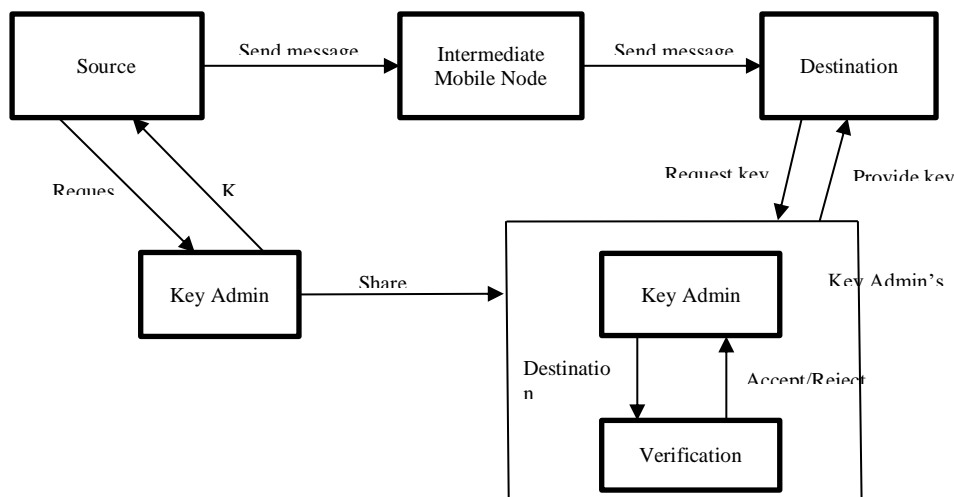 Send message
Send message
Source
Intermediate
Mobile Node
Destination
Reques
K
Request key
Provide key
Key Admin
Share
Key Admin
Key Admin's
Destinatio
n
Accept/Reject
Verification